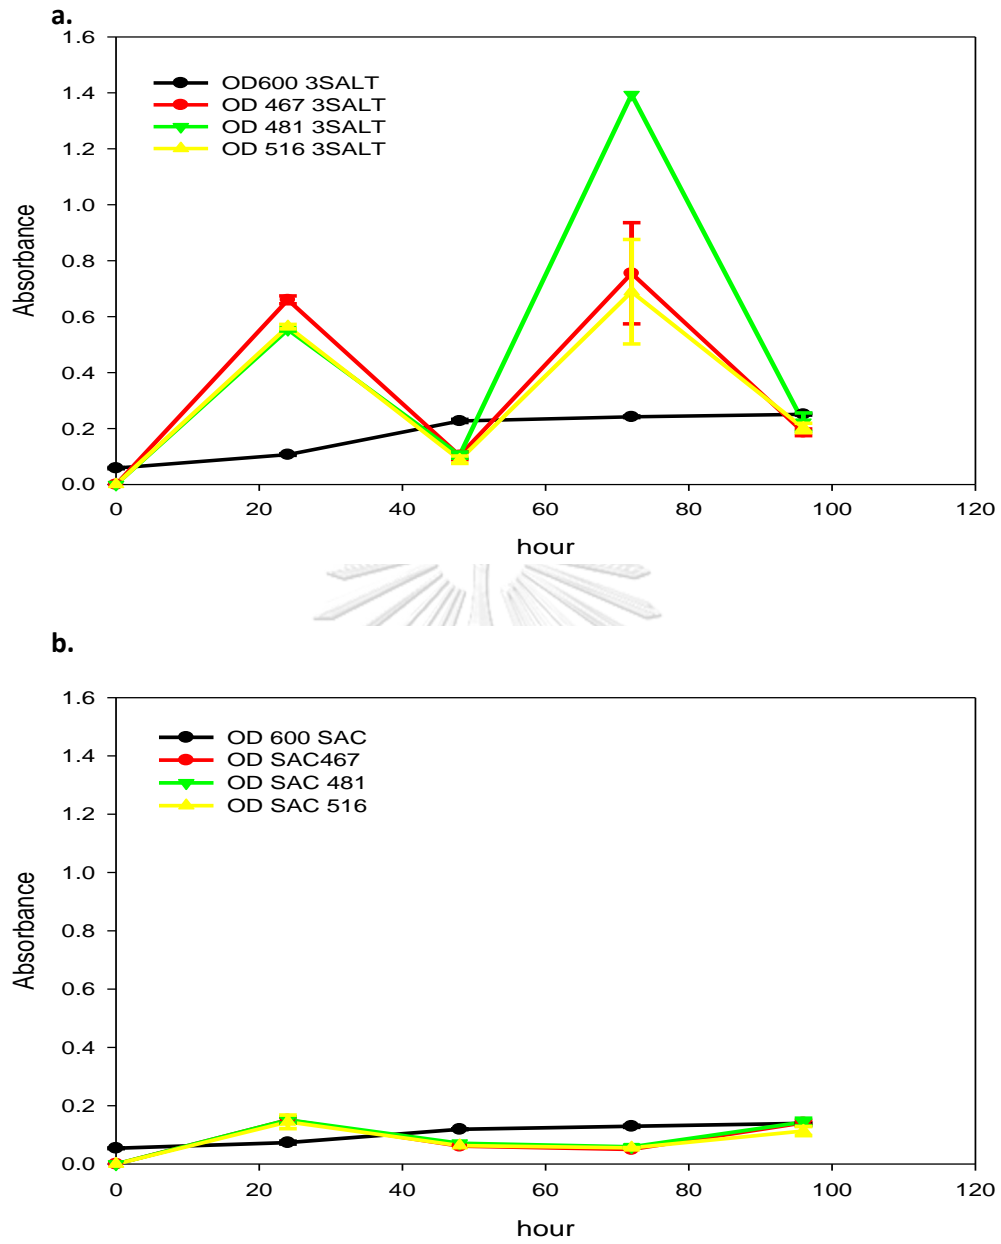 a.
1.6
1.4
1.2
1.0
0.8
0.6
0.4
0.2
0.0
Absorbance
OD600 3SALT
OD 467 3SALT
OD 481 3SALT
OD 516 3SALT
0 20 40 60 80 100 120
hour
b.
1.6
1.4
1.2
1.0
0.8
0.6
0.4
0.2
0.0
Absorbance
OD 600 SAC
OD SAC467
OD SAC 481
OD SAC 516
0 20 40 60 80 100 120
hour